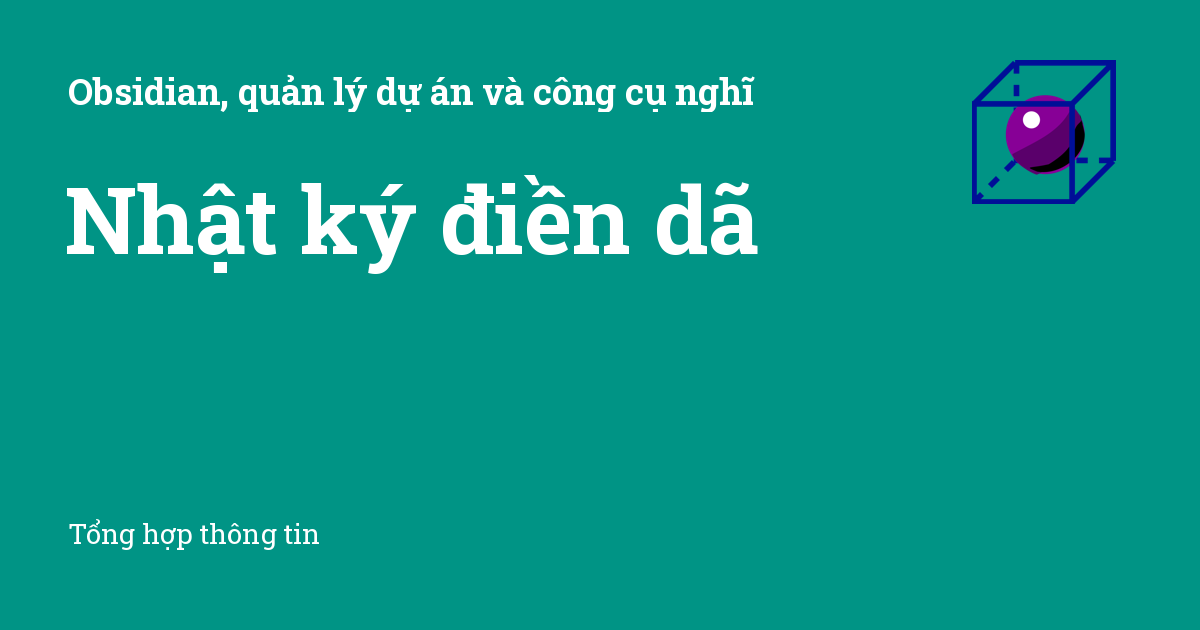 Obsidian, quản lý dự án và công cụ nghĩ
Nhật ký điền dã
Tổng hợp thông tin